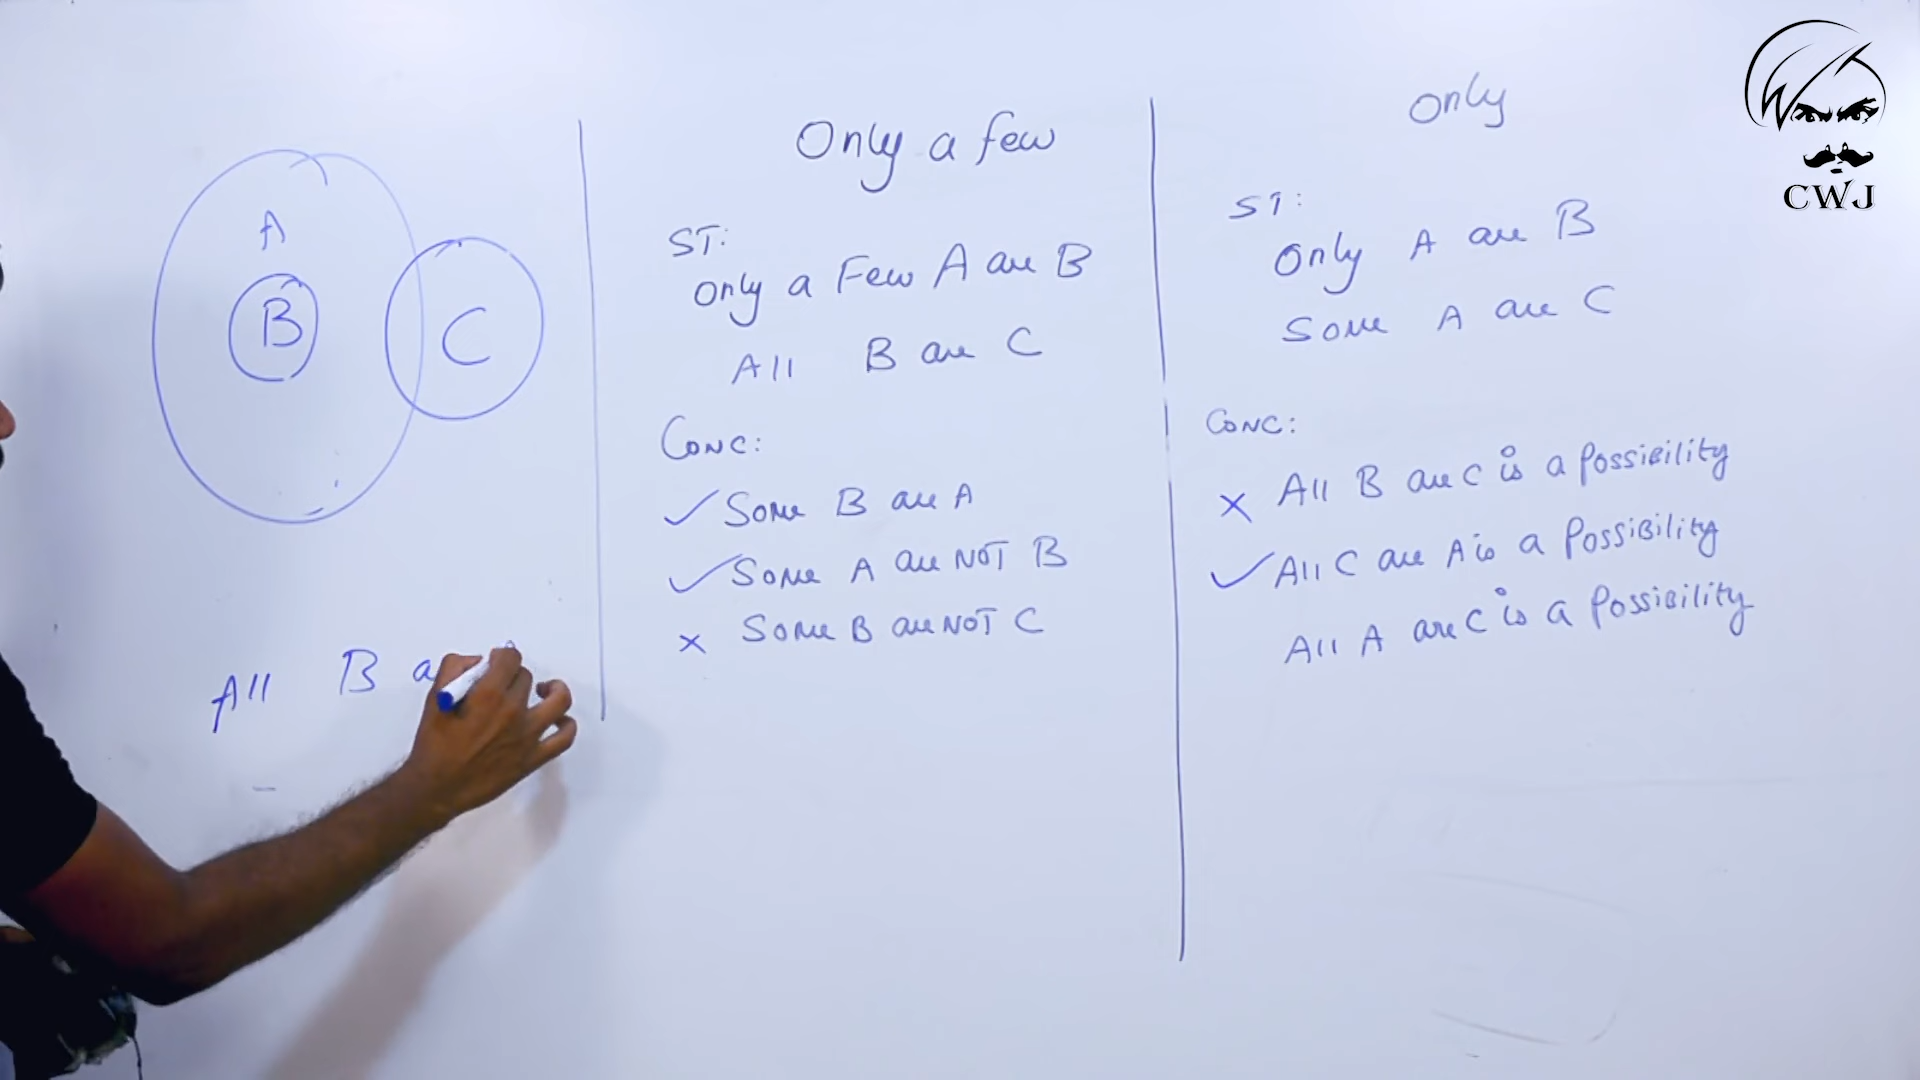 A
B
C
All B a
Only a few
ST:
Only a Few A are B
All B are C
CONC:
✓ Some B are A
✓ Some A are NOT B
× Some B are NOT C
Only
ST:
Only A are B
Some A are C
CONC:
× All B are C is a Possibility
✓ All C are A is a Possibility
All A are C is a Possibility
CWJ